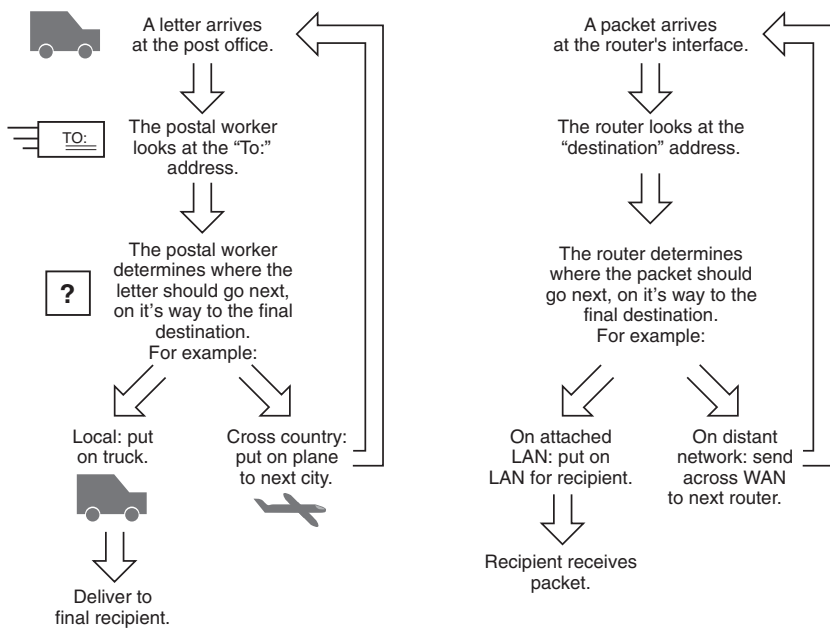 A letter arrives
at the post office.
TO:
The postal worker
looks at the “To:”
address.
?
The postal worker
determines where the
letter should go next,
on it's way to the final
destination.
For example:
Local: put
on truck.
Cross country:
put on plane
to next city.
Deliver to
final recipient.
A packet arrives
at the router's interface.
The router looks at the
“destination” address.
The router determines
where the packet should
go next, on it's way to the
final destination.
For example:
On attached
LAN: put on
LAN for recipient.
On distant
network: send
across WAN
to next router.
Recipient receives
packet.